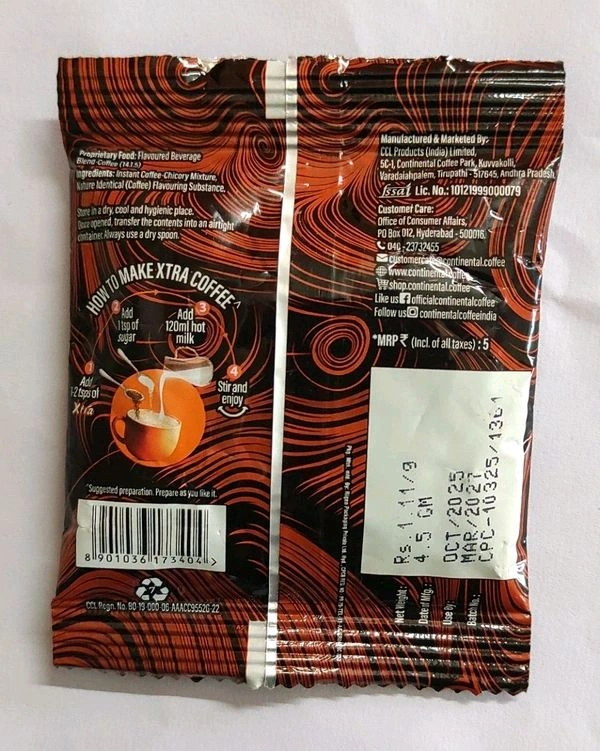 Proprietary Food: Flavoured Beverage
Blend-Coffee (14.1.5)
Ingredients: Instant Coffee-Chicory Mixture,
Nature Identical (Coffee) Flavouring Substance.
Store in a dry, cool and hygienic place.
Once opened, transfer the contents into an airtight
container. Always use a dry spoon.
HOW TO MAKE XTRA COFFEE^
2
Add
1 tsp of
sugar
3
Add
120ml hot
milk
1
Add
1-2 tsps of
Xtra
4
Stir and
enjoy
^Suggested preparation. Prepare as you like it.
8 901036 173404 >
7
CCL Regn. No. BO-19-000-06-AAACC9552G-22
Manufactured & Marketed By:
CCL Products (India) Limited,
5C-1, Continental Coffee Park, Kuvvakolli,
Varadaiahpalem, Tirupathi - 517645, Andhra Pradesh
fssai Lic. No.: 10121999000079
Customer Care:
Office of Consumer Affairs,
PO Box 012, Hyderabad - 500016.
040 - 23732455
customercare@continental.coffee
www.continental.coffee
shop.continental.coffee
Like us officialcontinentalcoffee
Follow us continentalcoffeeindia
*MRP ₹ (Incl. of all taxes) : 5
Rs.1.11/9
Net Weight: 4.5 GM
Date of Mfg.: OCT/2025
Use By: MAR/2027
Batch No.: CPC-10325/1301